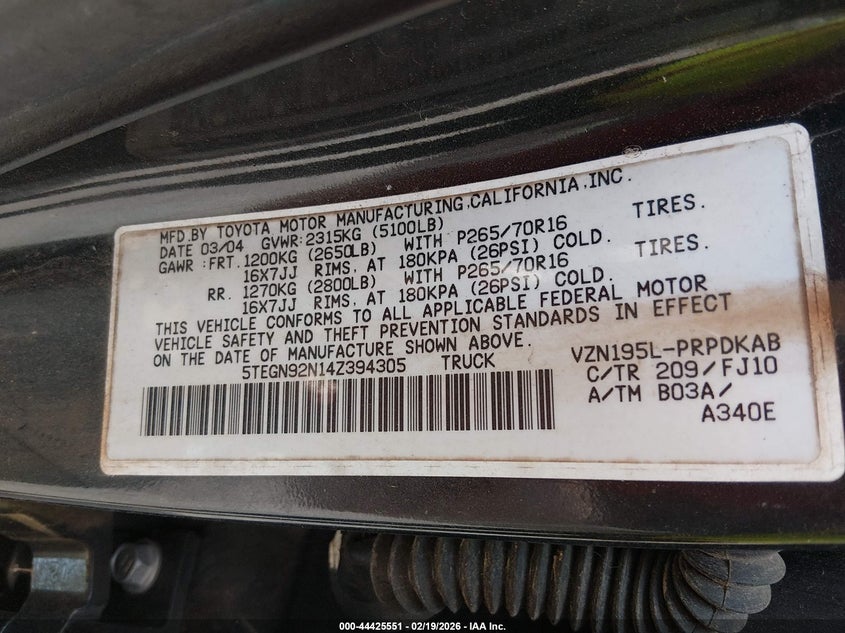 MFD.BY TOYOTA MOTOR MANUFACTURING,CALIFORNIA,INC.
DATE 03/04 GVWR:2315KG (5100LB)
GAWR :FRT.1200KG (2650LB) WITH P265/70R16 TIRES.
16X7JJ RIMS, AT 180KPA (26PSI) COLD.
RR. 1270KG (2800LB) WITH P265/70R16 TIRES.
16X7JJ RIMS, AT 180KPA (26PSI) COLD.
THIS VEHICLE CONFORMS TO ALL APPLICABLE FEDERAL MOTOR
VEHICLE SAFETY AND THEFT PREVENTION STANDARDS IN EFFECT
ON THE DATE OF MANUFACTURE SHOWN ABOVE.
5TEGN92N14Z394305 TRUCK VZN195L-PRPDKAB
C/TR 209/FJ10
A/TM B03A/
A340E
000-44425551 - 02/19/2026 - IAA Inc.